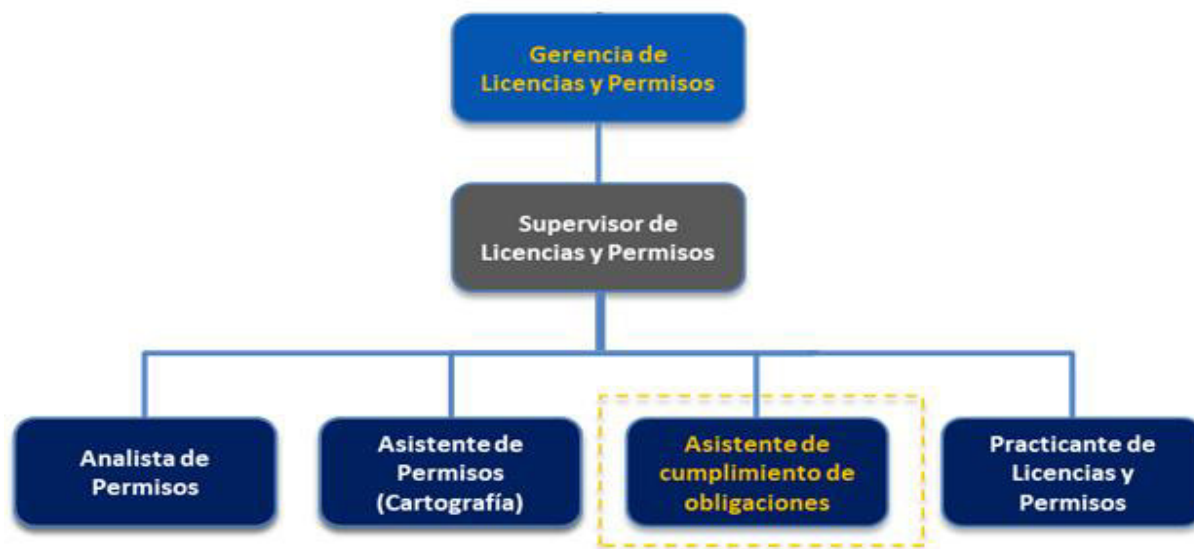 Gerencia de
Licencias y Permisos
Supervisor de
Licencias y Permisos
Analista de
Permisos
Asistente de
Permisos
(Cartografía)
Asistente de
cumplimiento de
obligaciones
Practicante de
Licencias y
Permisos